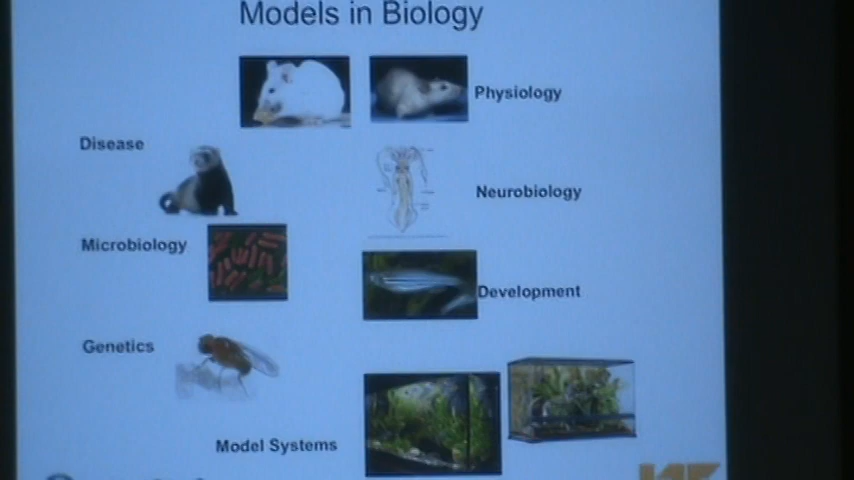 Models in Biology
Physiology
Disease
Neurobiology
Microbiology
Development
Genetics
Model Systems